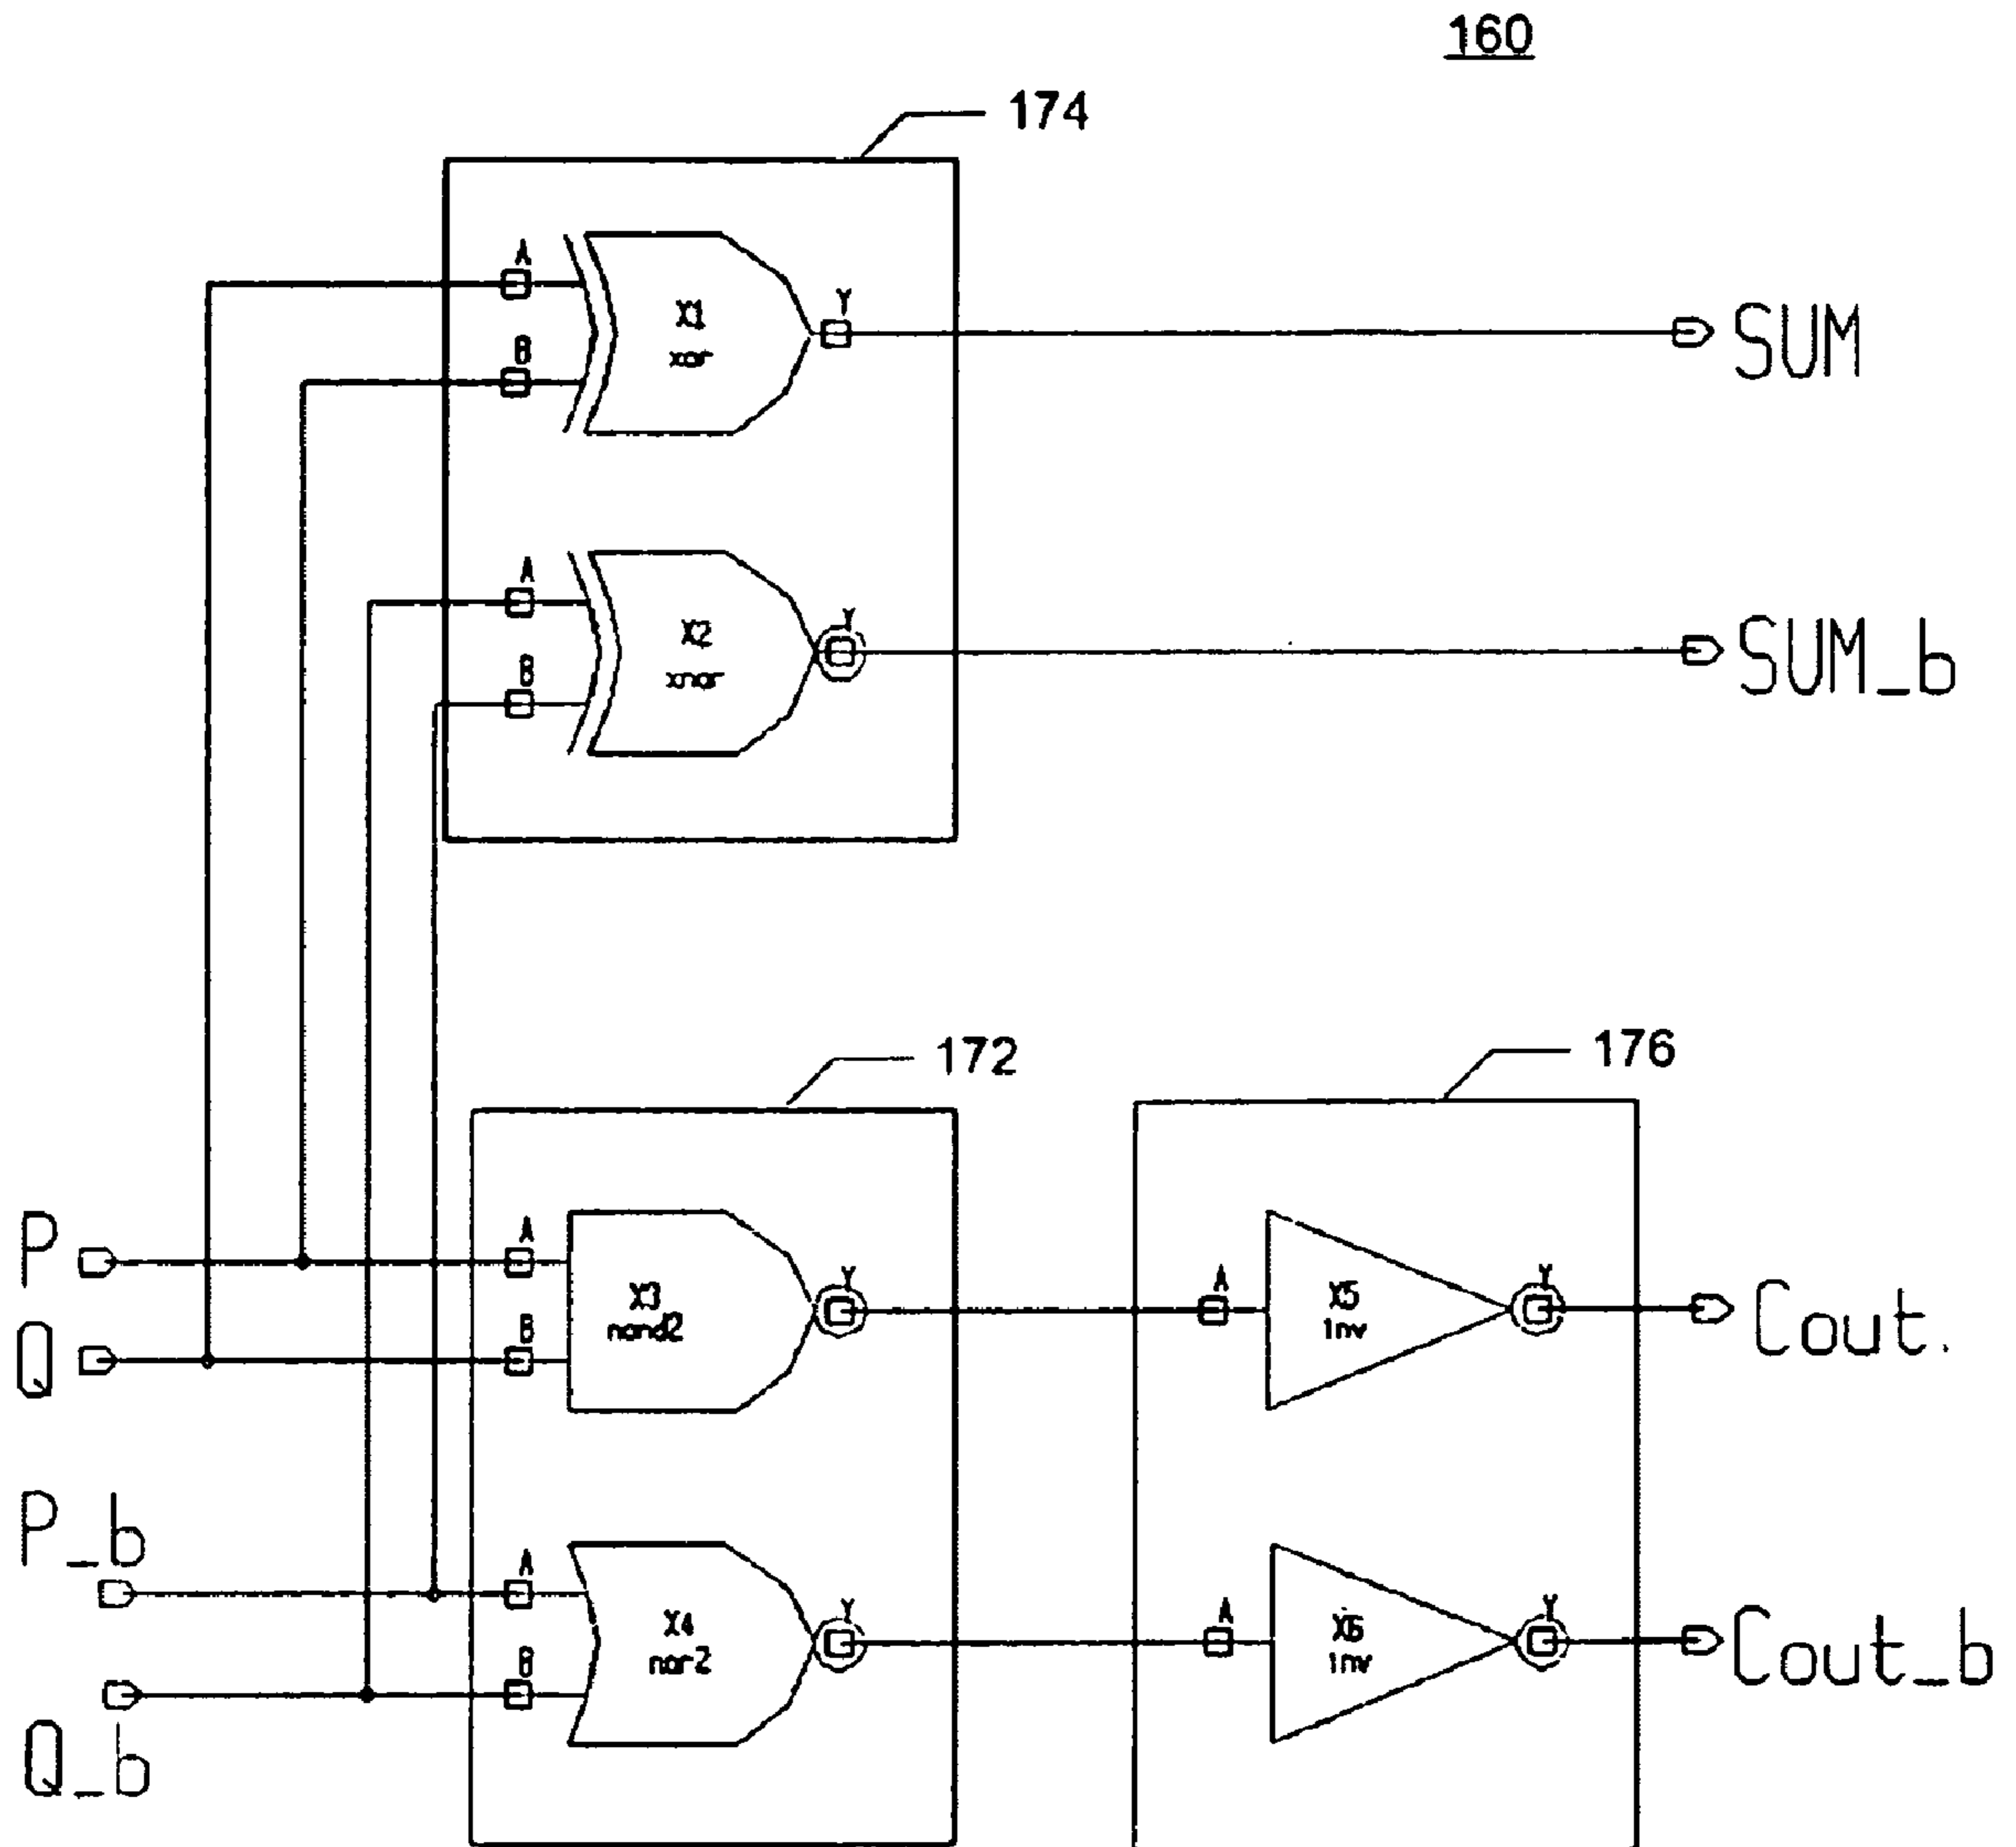 160
174
A
X1
xor
B
Y
SUM
A
X2
xnor
B
Y
SUM_b
172
176
P
A
X3
nand2
B
Y
A
X5
inv
Y
Cout.
Q
P_b
A
X4
nor2
B
Y
A
X6
inv
Y
Cout_b
Q_b